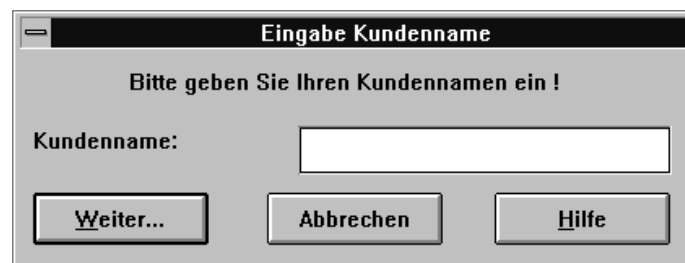 Eingabe Kundenname
Bitte geben Sie Ihren Kundennamen ein !
Kundenname:
Weiter... Abbrechen Hilfe